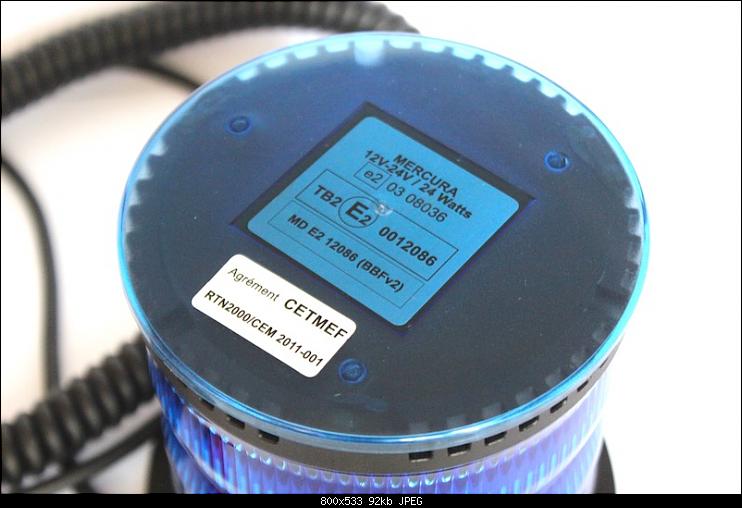 MERCURA
12V-24V / 24 Watts
e2 03 08036
TB2 E2 0012086
MD E2 12086 (BBFv2)
Agrément CETMEF
RTN2000/CEM 2011-001
800x533 92kb JPEG